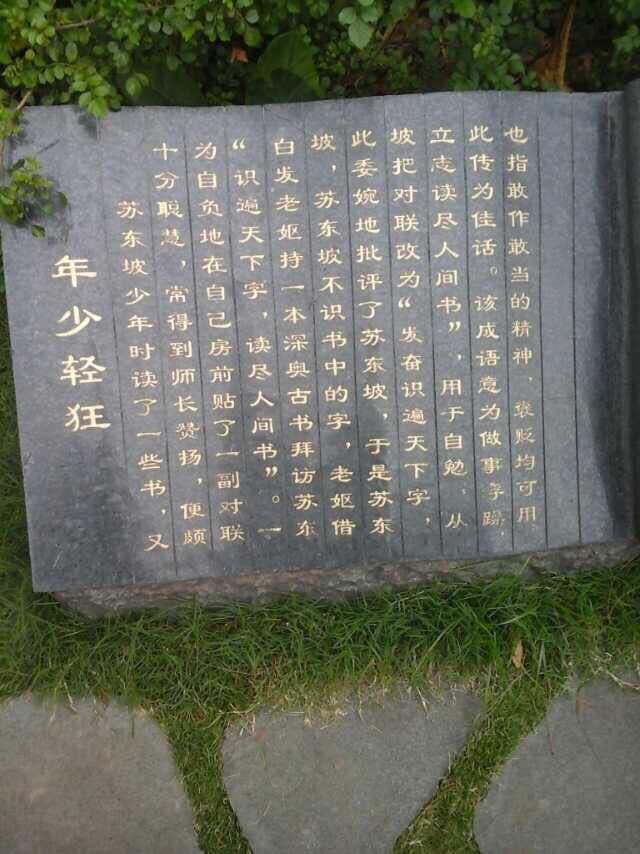 年少轻狂
苏东坡少年时读了一些书，又
十分聪慧，常得到师长赞扬，便颇
为自负地在自己房前贴了一副对联
“识遍天下字，读尽人间书”。一
白发老妪持一本深奥古书拜访苏东
坡，苏东坡不识书中的字，老妪借
此委婉地批评了苏东坡，于是苏东
坡把对联改为“发奋识遍天下字，
立志读尽人间书”，用于自勉，从
此传为佳话。该成语意为做事浮躁，
也指敢作敢当的精神，褒贬均可用